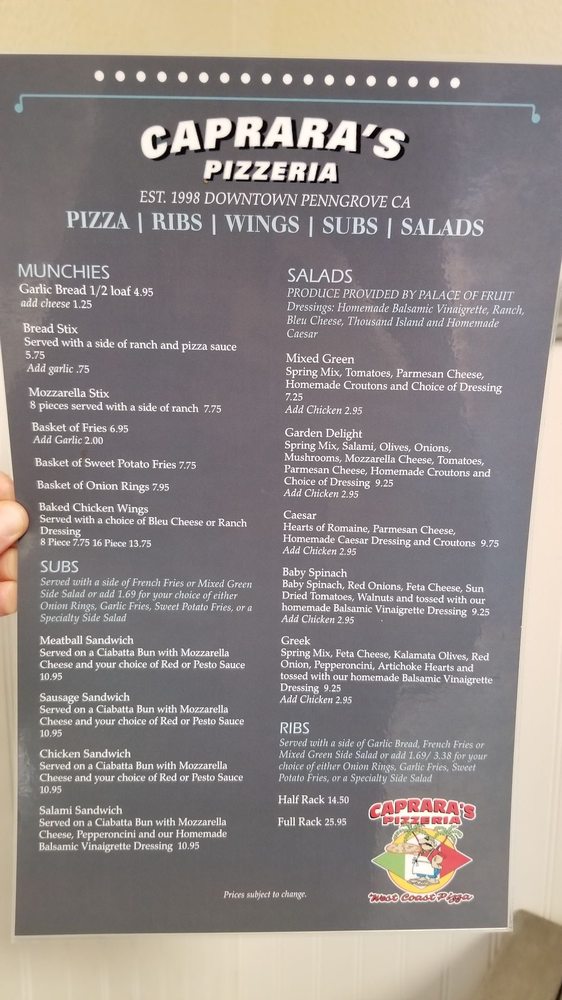 CAPRARA'S
PIZZERIA
EST. 1998 DOWNTOWN PENNGROVE CA
PIZZA | RIBS | WINGS | SUBS | SALADS
MUNCHIES
Garlic Bread 1/2 loaf 4.95
add cheese 1.25
Bread Stix
Served with a side of ranch and pizza sauce
5.75
Add garlic .75
Mozzarella Stix
8 pieces served with a side of ranch 7.75
Basket of Fries 6.95
Add Garlic 2.00
Basket of Sweet Potato Fries 7.75
Basket of Onion Rings 7.95
Baked Chicken Wings
Served with a choice of Bleu Cheese or Ranch
Dressing
8 Piece 7.75 16 Piece 13.75
SUBS
Served with a side of French Fries or Mixed Green
Side Salad or add 1.69 for your choice of either
Onion Rings, Garlic Fries, Sweet Potato Fries, or a
Specialty Side Salad
Meatball Sandwich
Served on a Ciabatta Bun with Mozzarella
Cheese and your choice of Red or Pesto Sauce
10.95
Sausage Sandwich
Served on a Ciabatta Bun with Mozzarella
Cheese and your choice of Red or Pesto Sauce
10.95
Chicken Sandwich
Served on a Ciabatta Bun with Mozzarella
Cheese and your choice of Red or Pesto Sauce
10.95
Salami Sandwich
Served on a Ciabatta Bun with Mozzarella
Cheese, Pepperoncini and our Homemade
Balsamic Vinaigrette Dressing 10.95
SALADS
PRODUCE PROVIDED BY PALACE OF FRUIT
Dressings: Homemade Balsamic Vinaigrette, Ranch,
Bleu Cheese, Thousand Island and Homemade
Caesar
Mixed Green
Spring Mix, Tomatoes, Parmesan Cheese,
Homemade Croutons and Choice of Dressing
7.25
Add Chicken 2.95
Garden Delight
Spring Mix, Salami, Olives, Onions,
Mushrooms, Mozzarella Cheese, Tomatoes,
Parmesan Cheese, Homemade Croutons and
Choice of Dressing 9.25
Add Chicken 2.95
Caesar
Hearts of Romaine, Parmesan Cheese,
Homemade Caesar Dressing and Croutons 9.75
Add Chicken 2.95
Baby Spinach
Baby Spinach, Red Onions, Feta Cheese, Sun
Dried Tomatoes, Walnuts and tossed with our
homemade Balsamic Vinaigrette Dressing 9.25
Add Chicken 2.95
Greek
Spring Mix, Feta Cheese, Kalamata Olives, Red
Onion, Pepperoncini, Artichoke Hearts and
tossed with our homemade Balsamic Vinaigrette
Dressing 9.25
Add Chicken 2.95
RIBS
Served with a side of Garlic Bread, French Fries or
Mixed Green Side Salad or add 1.69/ 3.38 for your
choice of either Onion Rings, Garlic Fries, Sweet
Potato Fries, or a Specialty Side Salad
Half Rack 14.50
Full Rack 25.95
CAPRARA'S
PIZZERIA
West Coast Pizza
Prices subject to change.